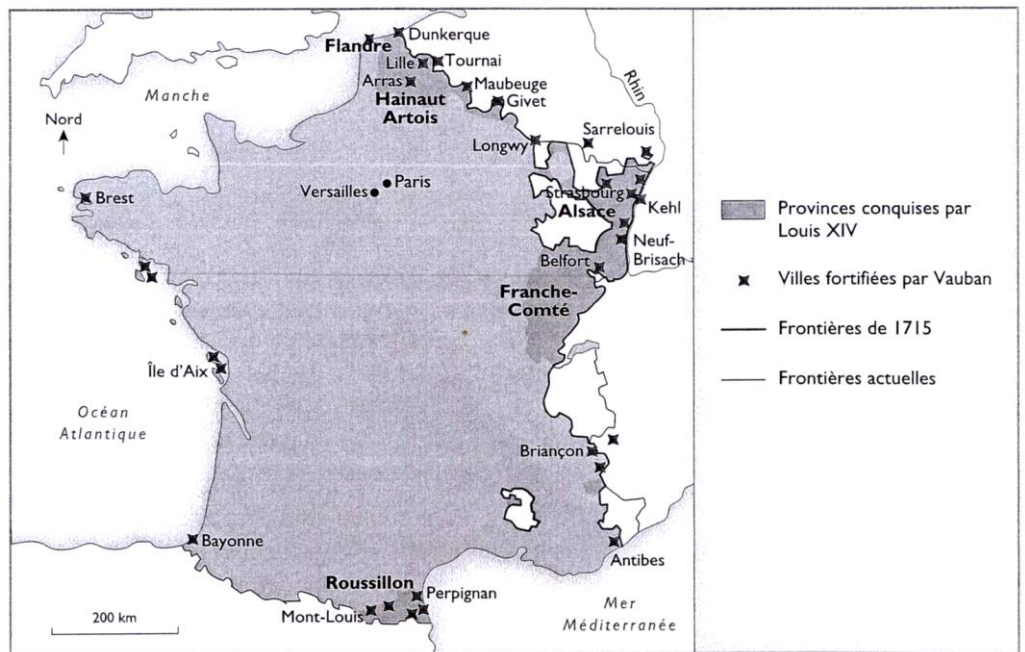 Flandre
Dunkerque
Lille
Tournai
Arras
Maubeuge
Hainaut
Artois
Givet
Manche
Rhin
Nord
Longwy
Sarrelouis
Versailles
Paris
Brest
Strasbourg
Kehl
Alsace
Neuf-
Brisach
Belfort
Franche-
Comté
Île d'Aix
Océan
Atlantique
Briançon
Bayonne
Antibes
Roussillon
Perpignan
Mont-Louis
Mer
Méditerranée
200 km
Provinces conquises par
Louis XIV
Villes fortifiées par Vauban
Frontières de 1715
Frontières actuelles